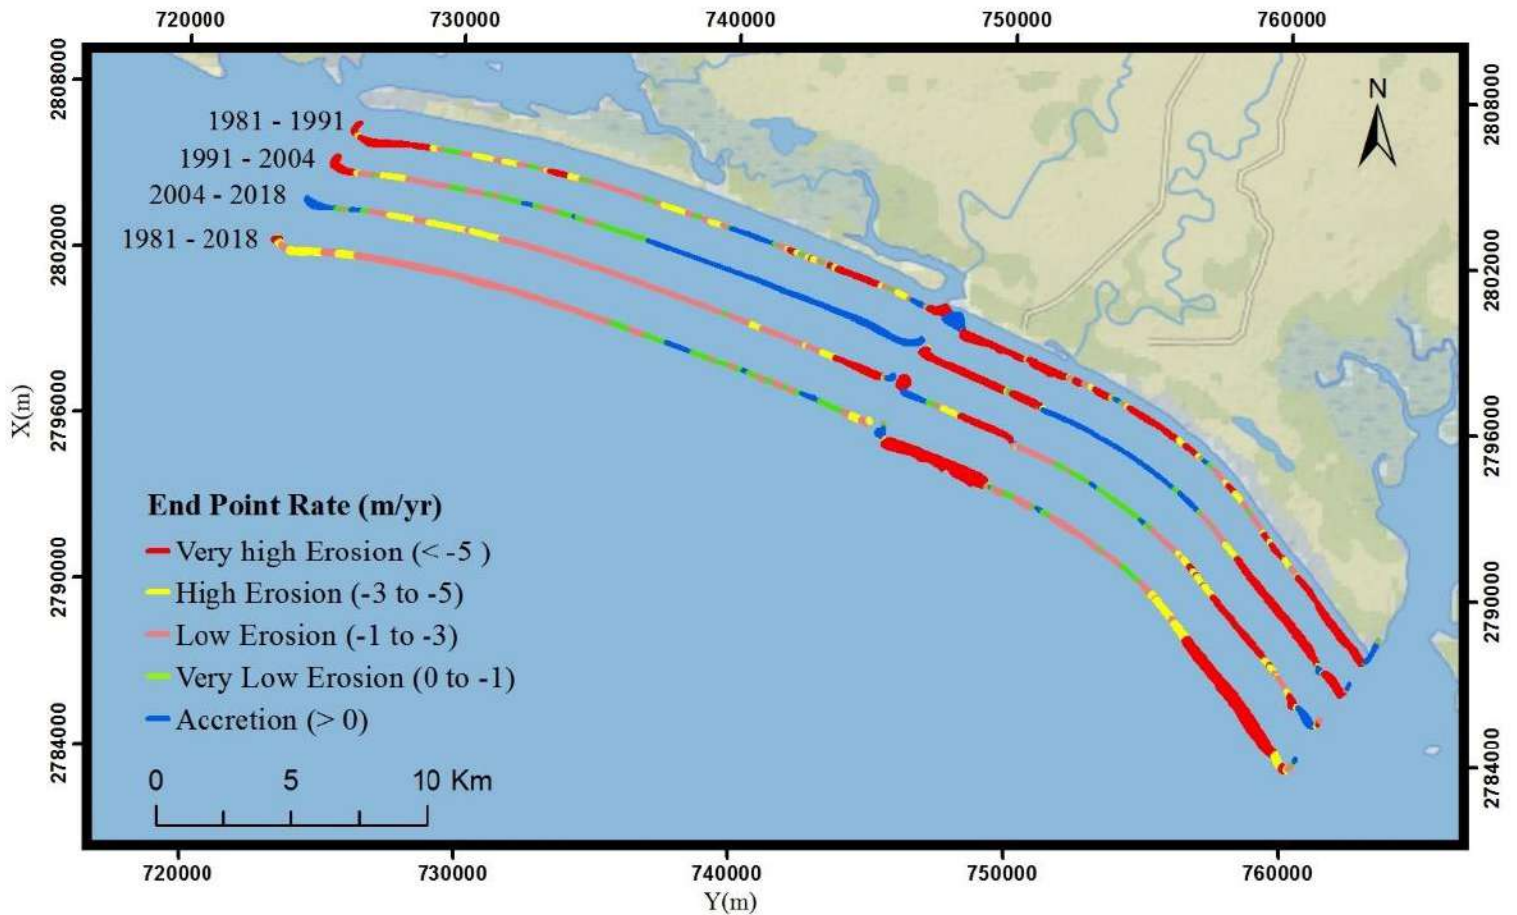 720000 730000 740000 750000 760000
2808000
2802000
2796000
2790000
2784000
X(m)
1981 - 1991
1991 - 2004
2004 - 2018
1981 - 2018
N
End Point Rate (m/yr)
Very high Erosion (< -5 )
High Erosion (-3 to -5)
Low Erosion (-1 to -3)
Very Low Erosion (0 to -1)
Accretion (> 0)
0 5 10 Km
2808000
2802000
2796000
2790000
2784000
720000 730000 740000 750000 760000
Y(m)